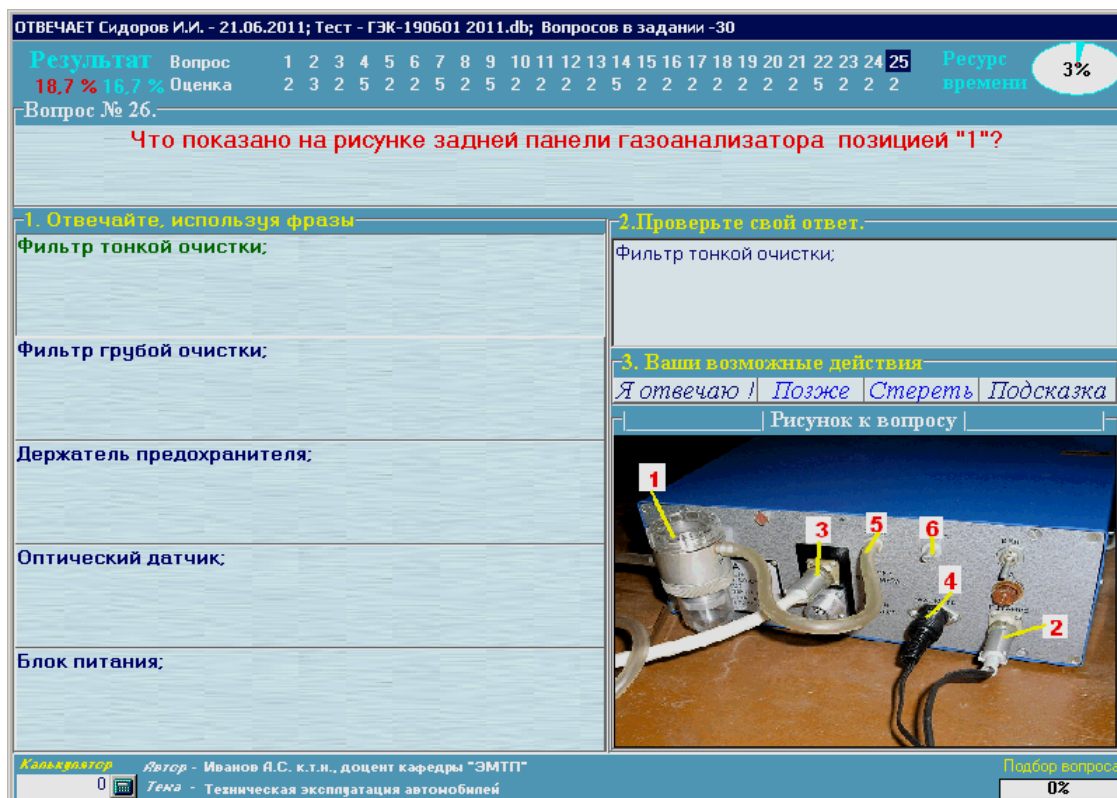 ОТВЕЧАЕТ Сидоров И.И. - 21.06.2011; Тест - ГЭК-190601 2011.db; Вопросов в задании -30
Результат Вопрос 1 2 3 4 5 6 7 8 9 10 11 12 13 14 15 16 17 18 19 20 21 22 23 24 25 Ресурс
18,7 % 16,7 % Оценка 2 3 2 5 2 2 5 2 5 2 2 2 2 5 2 2 2 2 2 2 2 5 2 2 2 времени 3%
Вопрос № 26.
Что показано на рисунке задней панели газоанализатора позицией "1"?
1. Отвечайте, используя фразы
Фильтр тонкой очистки;
Фильтр грубой очистки;
Держатель предохранителя;
Оптический датчик;
Блок питания;
2.Проверьте свой ответ.
Фильтр тонкой очистки;
3. Ваши возможные действия
Я отвечаю ! Позже Стереть Подсказка
Рисунок к вопросу
1
3
5
6
4
2
Калькулятор
0
Автор - Иванов А.С. к.т.н., доцент кафедры "ЭМТП"
Тема - Техническая эксплуатация автомобилей
Подбор вопроса
0%